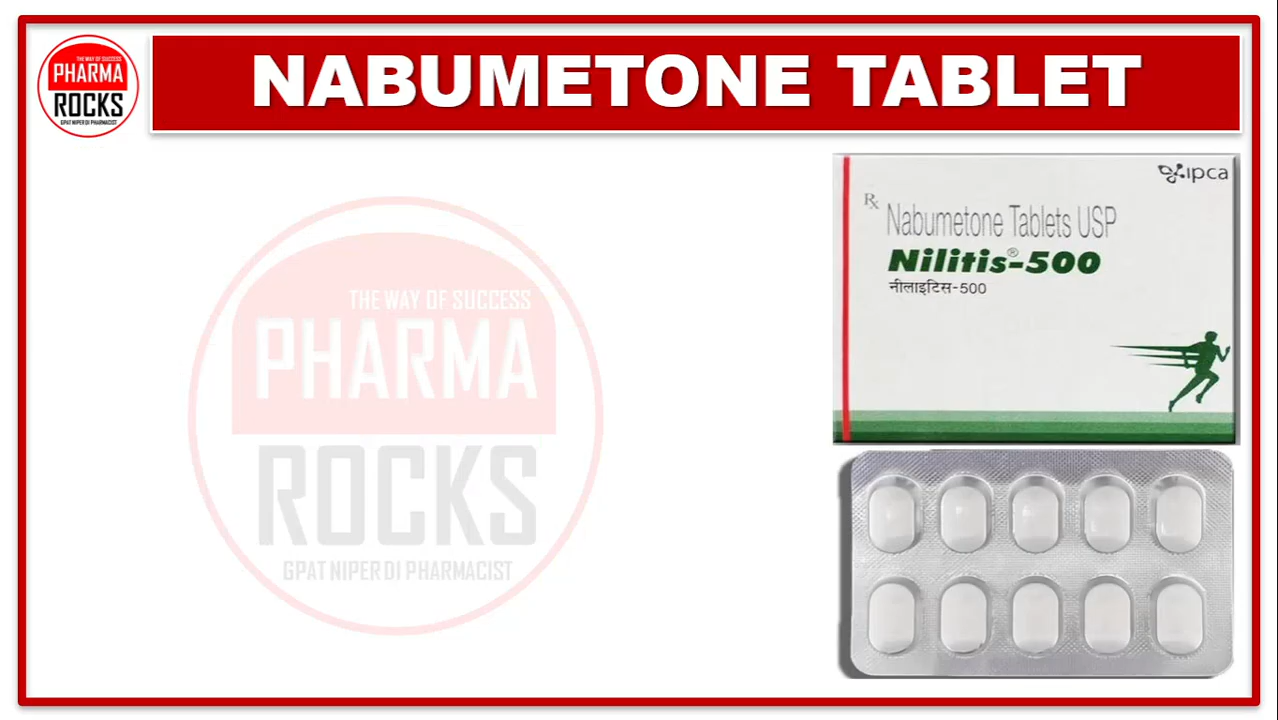 THE WAY OF SUCCESS
PHARMA
ROCKS
GPAT NIPER DI PHARMACIST
NABUMETONE TABLET
THE WAY OF SUCCESS
PHARMA
ROCKS
GPAT NIPER DI PHARMACIST
ipca
Rx
Nabumetone Tablets USP
Nilitis®-500
नीलाइटिस-500